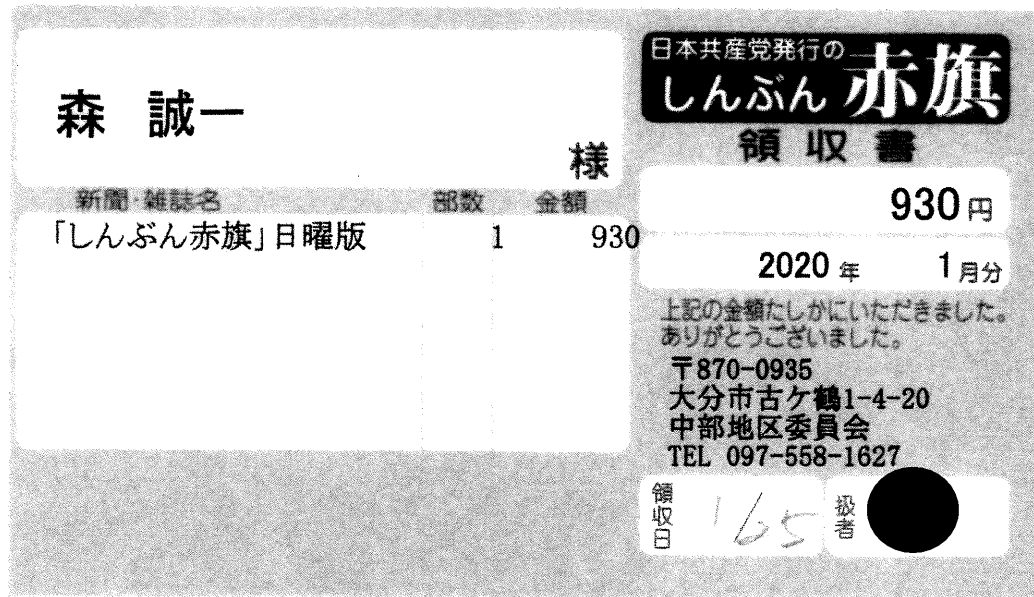 森 誠一
様
新聞・雑誌名 部数 金額
「しんぶん赤旗」日曜版 1 930
日本共産党発行の
しんぶん 赤旗
領収書
930円
2020年 1月分
上記の金額たしかにいただきました。
ありがとうございました。
〒870-0935
大分市古ケ鶴1-4-20
中部地区委員会
TEL 097-558-1627
領収日
扱者